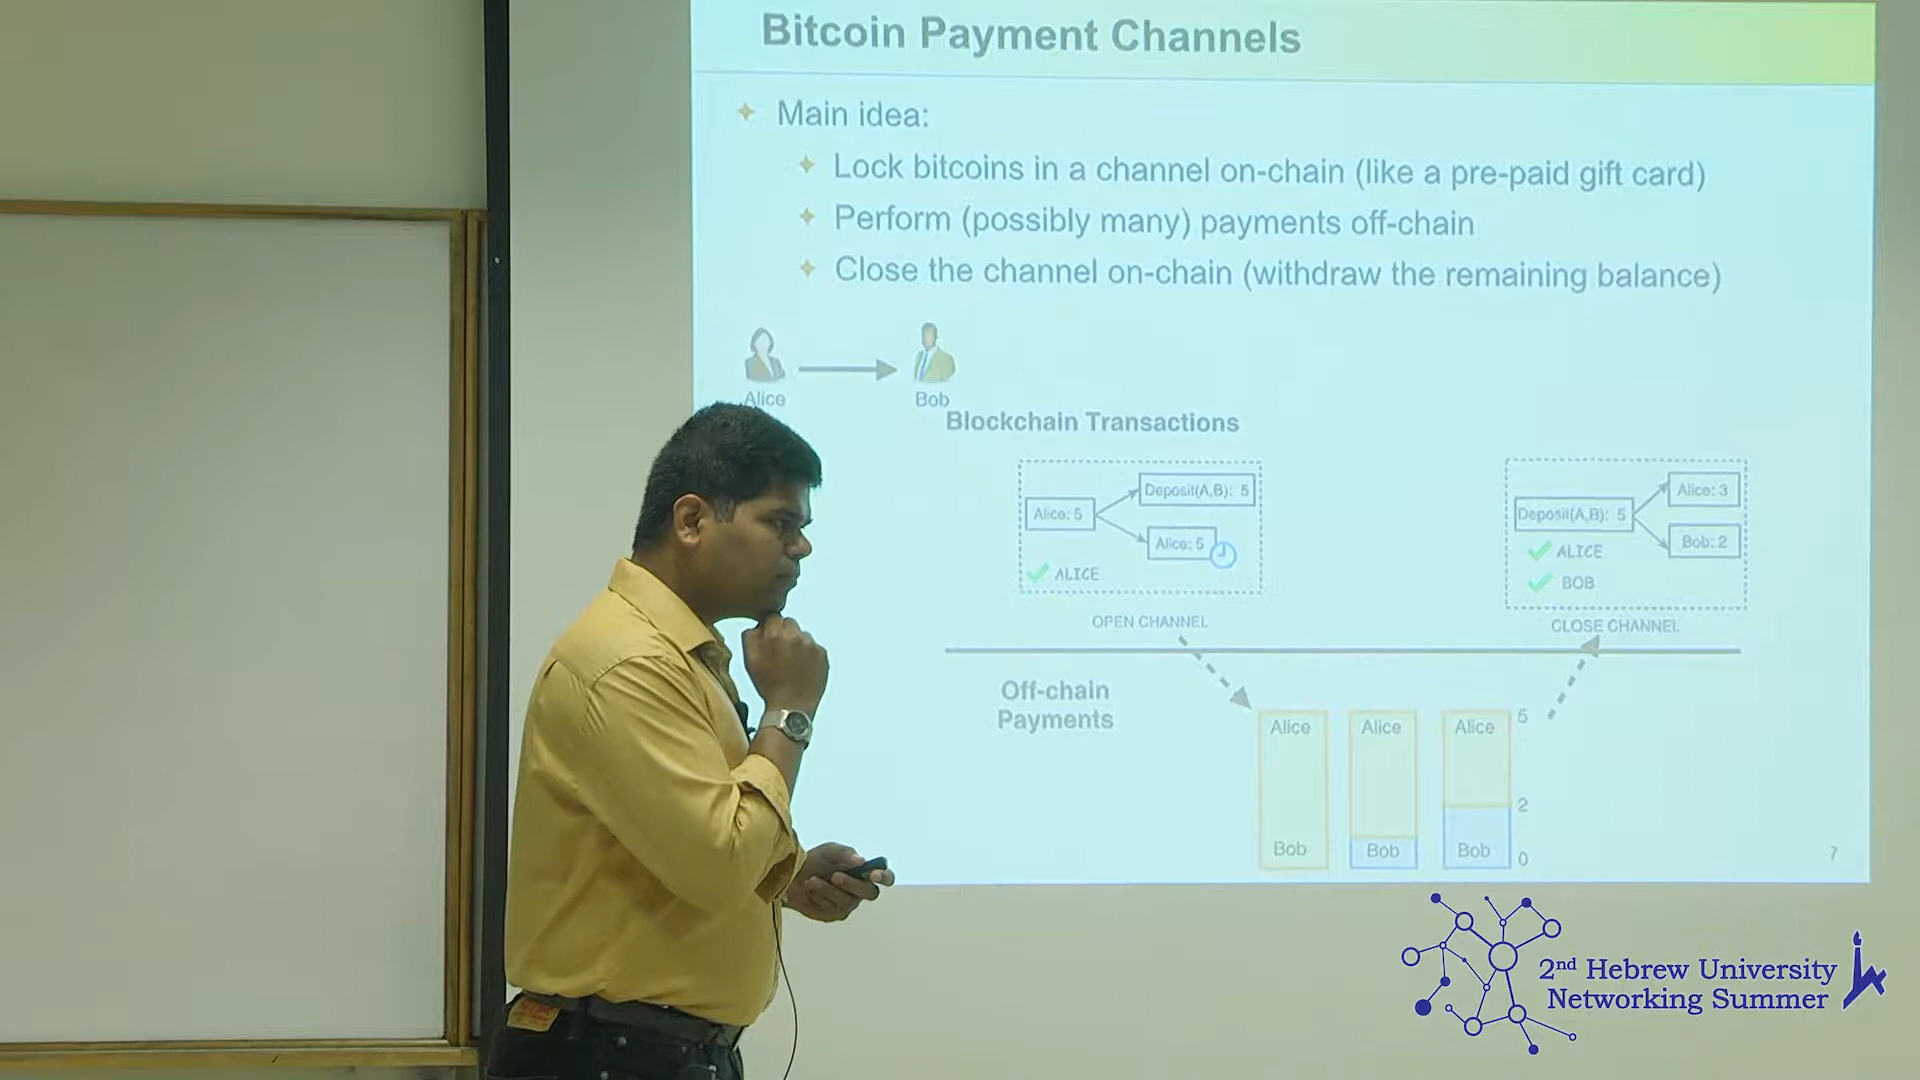 Bitcoin Payment Channels
Main idea:
Lock bitcoins in a channel on-chain (like a pre-paid gift card)
Perform (possibly many) payments off-chain
Close the channel on-chain (withdraw the remaining balance)
Alice
Bob
Blockchain Transactions
Alice: 5
Deposit(A,B): 5
Alice: 5
ALICE
OPEN CHANNEL
Deposit(A,B): 5
Alice: 3
Bob: 2
ALICE
BOB
CLOSE CHANNEL
Off-chain
Payments
Alice
Bob
Alice
Bob
Alice
Bob
5
2
0
7
2nd Hebrew University
Networking Summer